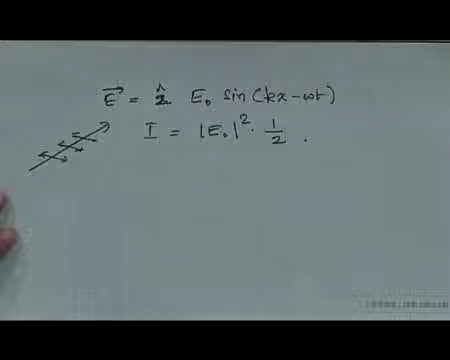 E⃗ = ẑ E₀ sin(kx-ωt)
I = |E₀|² · 1/2 .